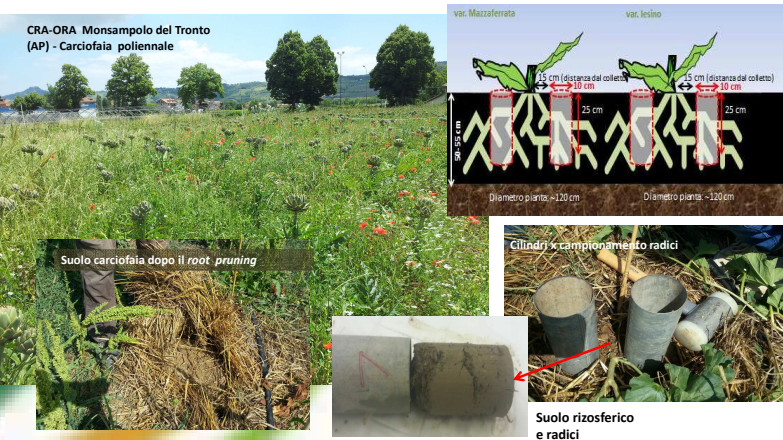 CRA-ORA Monsampolo del Tronto
(AP) - Carciofaia poliennale
var. Mazzaferrata
var. Iesino
15 cm (distanza dal colletto)
15 cm (distanza dal colletto)
10 cm
10 cm
25 cm
25 cm
50- 55 cm
Diametro pianta: ~120 cm
Diametro pianta: ~120 cm
Suolo carciofaia dopo il root pruning
Cilindri x campionamento radici
Suolo rizosferico
e radici